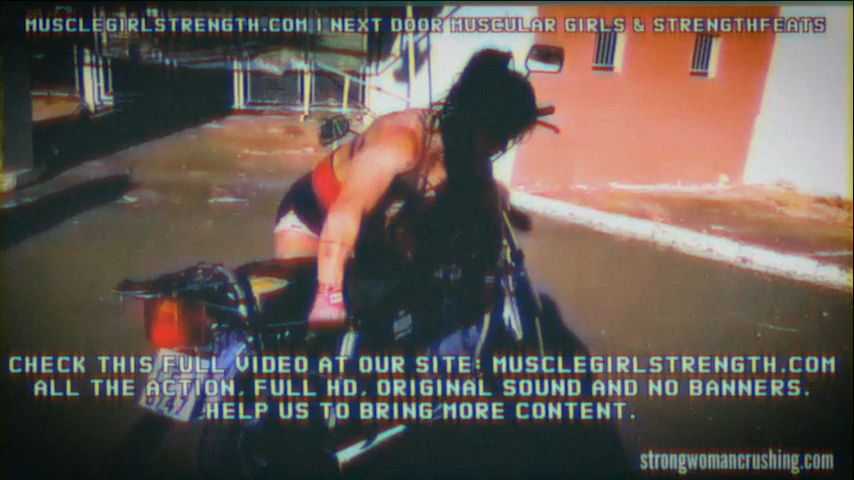 MUSCLEGIRLSTRENGTH.COM | NEXT DOOR MUSCULAR GIRLS & STRENGTHFEATS
CHECK THIS FULL VIDEO AT OUR SITE: MUSCLEGIRLSTRENGTH.COM
ALL THE ACTION, FULL HD, ORIGINAL SOUND AND NO BANNERS.
HELP US TO BRING MORE CONTENT.
strongwomancrushing.com